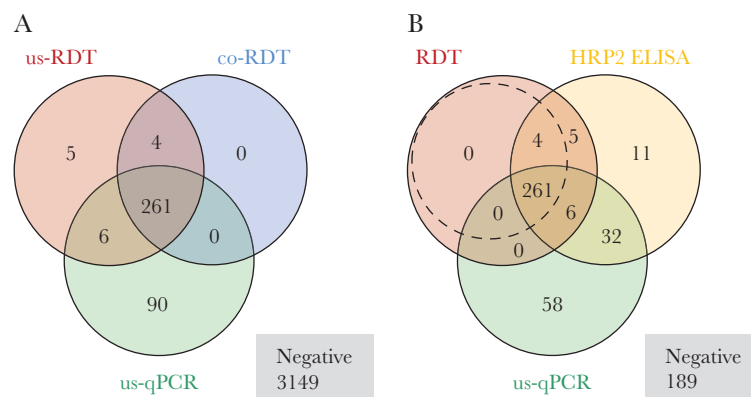 A
us-RDT
co-RDT
5
4
0
261
6
0
90
us-qPCR
Negative
3149
B
RDT
HRP2 ELISA
0
4
5
11
261
0
6
0
32
58
us-qPCR
Negative
189